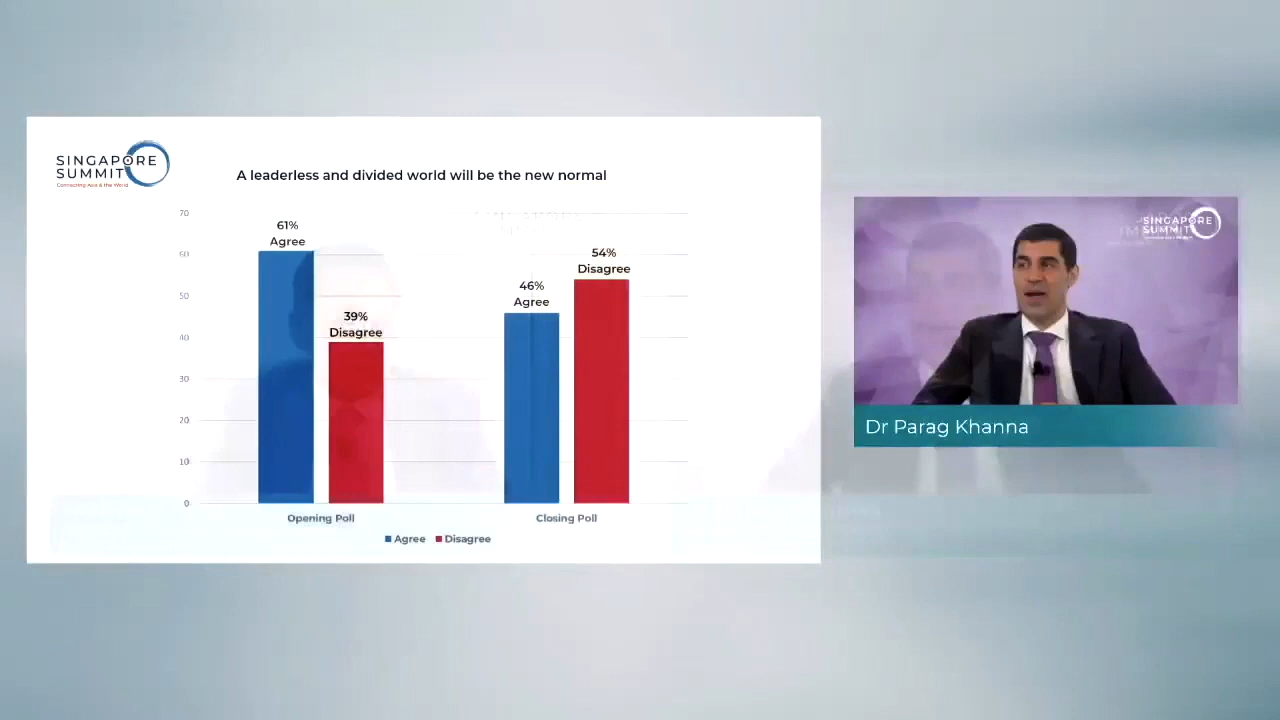 SINGAPORE
SUMMIT
Connecting Asia & the World
A leaderless and divided world will be the new normal
70
60
50
40
30
20
10
0
61%
Agree
39%
Disagree
46%
Agree
54%
Disagree
Opening Poll
Closing Poll
Agree
Disagree
SINGAPORE
SUMMIT
Dr Parag Khanna